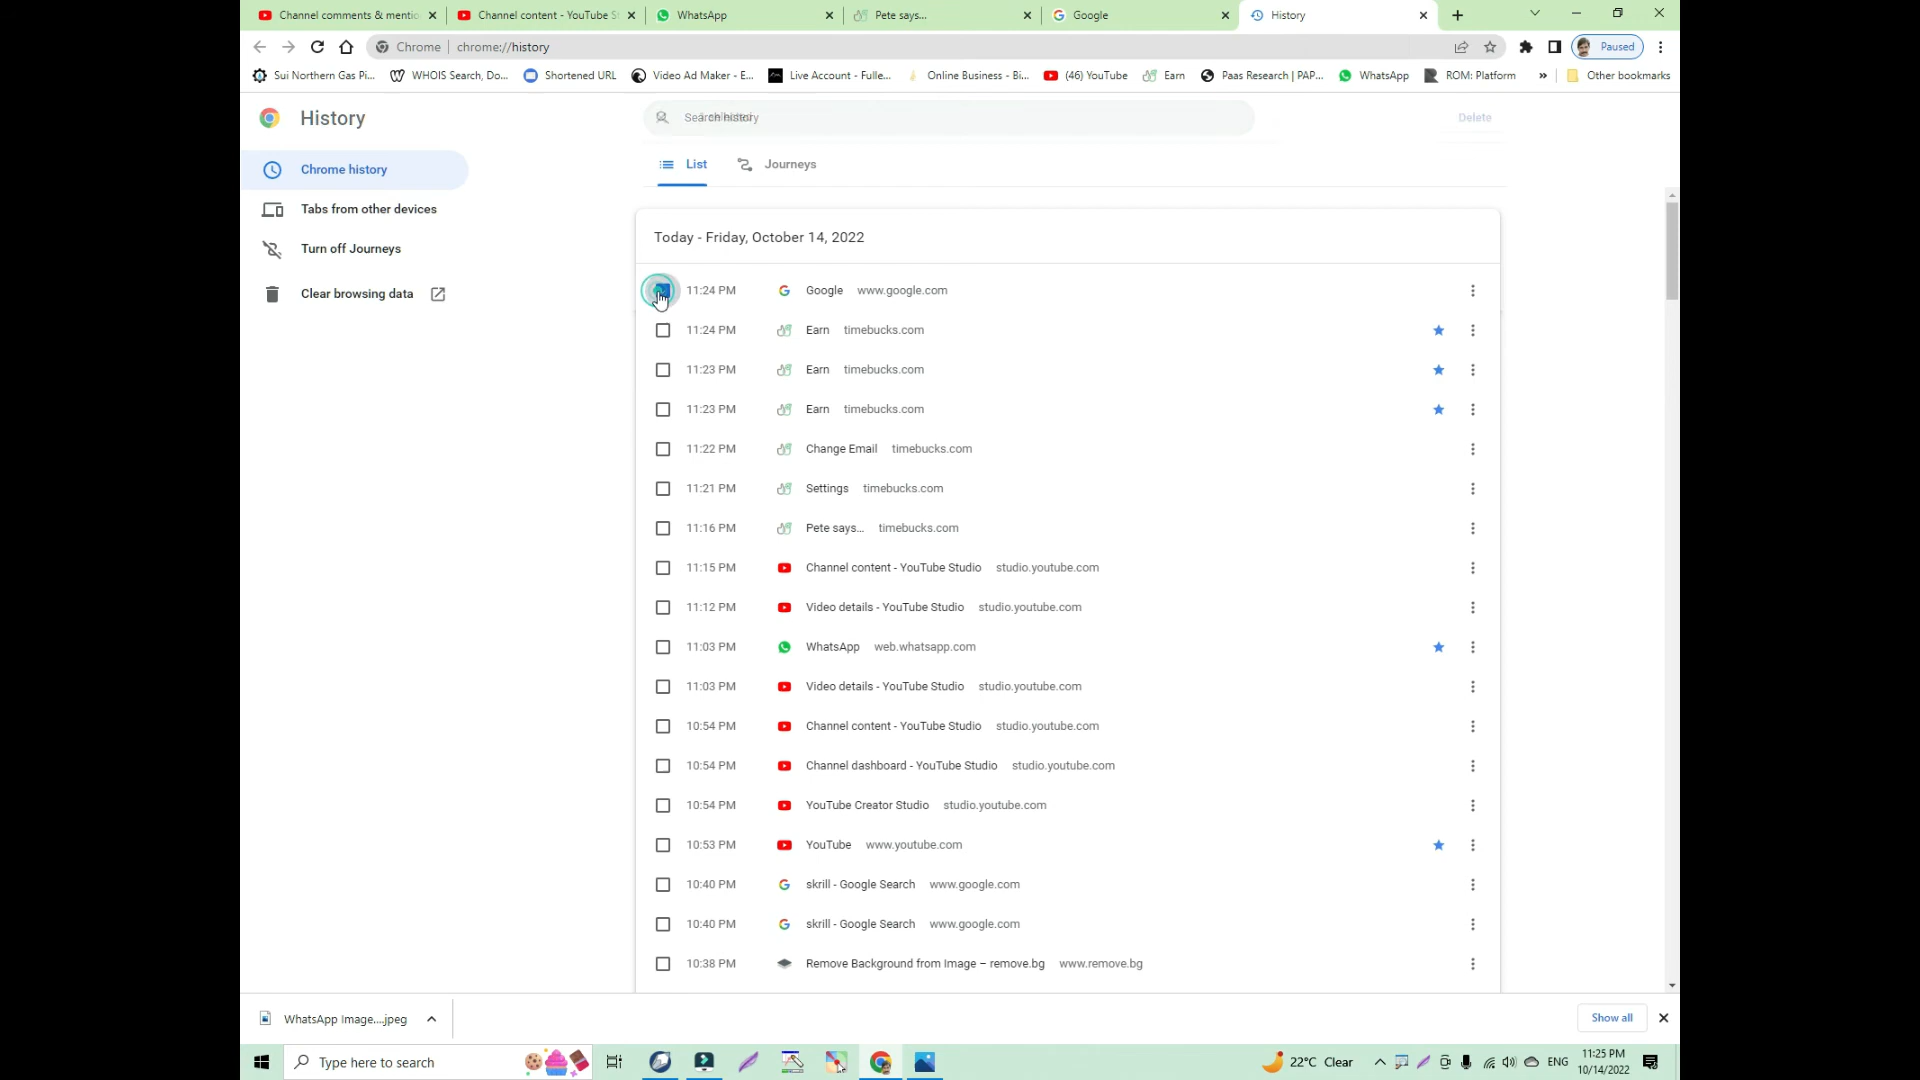 Channel comments & mentio
Channel content - YouTube St
WhatsApp
Pete says...
Google
History
Chrome
chrome://history
Paused
Sui Northern Gas Pi...
WHOIS Search, Do...
Shortened URL
Video Ad Maker - E...
Live Account - Fulle...
Online Business - Bi...
(46) YouTube
Earn
Paas Research | PAP...
WhatsApp
ROM: Platform
»
Other bookmarks
History
Search history
Delete
Chrome history
Tabs from other devices
Turn off Journeys
Clear browsing data
List
Journeys
Today - Friday, October 14, 2022
11:24 PM Google www.google.com
11:24 PM Earn timebucks.com
11:23 PM Earn timebucks.com
11:23 PM Earn timebucks.com
11:22 PM Change Email timebucks.com
11:21 PM Settings timebucks.com
11:16 PM Pete says... timebucks.com
11:15 PM Channel content - YouTube Studio studio.youtube.com
11:12 PM Video details - YouTube Studio studio.youtube.com
11:03 PM WhatsApp web.whatsapp.com
11:03 PM Video details - YouTube Studio studio.youtube.com
10:54 PM Channel content - YouTube Studio studio.youtube.com
10:54 PM Channel dashboard - YouTube Studio studio.youtube.com
10:54 PM YouTube Creator Studio studio.youtube.com
10:53 PM YouTube www.youtube.com
10:40 PM skrill - Google Search www.google.com
10:40 PM skrill - Google Search www.google.com
10:38 PM Remove Background from Image – remove.bg www.remove.bg
WhatsApp Image....jpeg
Show all
Type here to search
22°C Clear
ENG
11:25 PM
10/14/2022